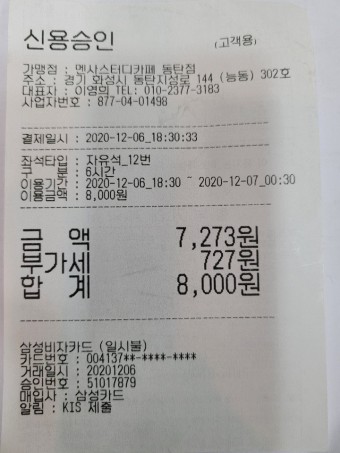 신용승인
(고객용)
가맹점 : 멘사스터디카페 동탄점
주소 : 경기 화성시 동탄지성로 144 (능동) 302호
대표자 : 이영희 TEL: 010-2377-3183
사업자번호 : 877-04-01498
결제일시 : 2020-12-06_18:30:33
좌석타입 : 자유석_12번
구 분 : 6시간
이용기간 : 2020-12-06_18:30 ~ 2020-12-07_00:30
이용금액 : 8,000원
금 액 7,273원
부가세 727원
합 계 8,000원
삼성비자카드 (일시불)
카드번호 : 004137**-****-****
거래일시 : 20201206
승인번호 : 51017879
매입사 : 삼성카드
알림 : KIS 제출